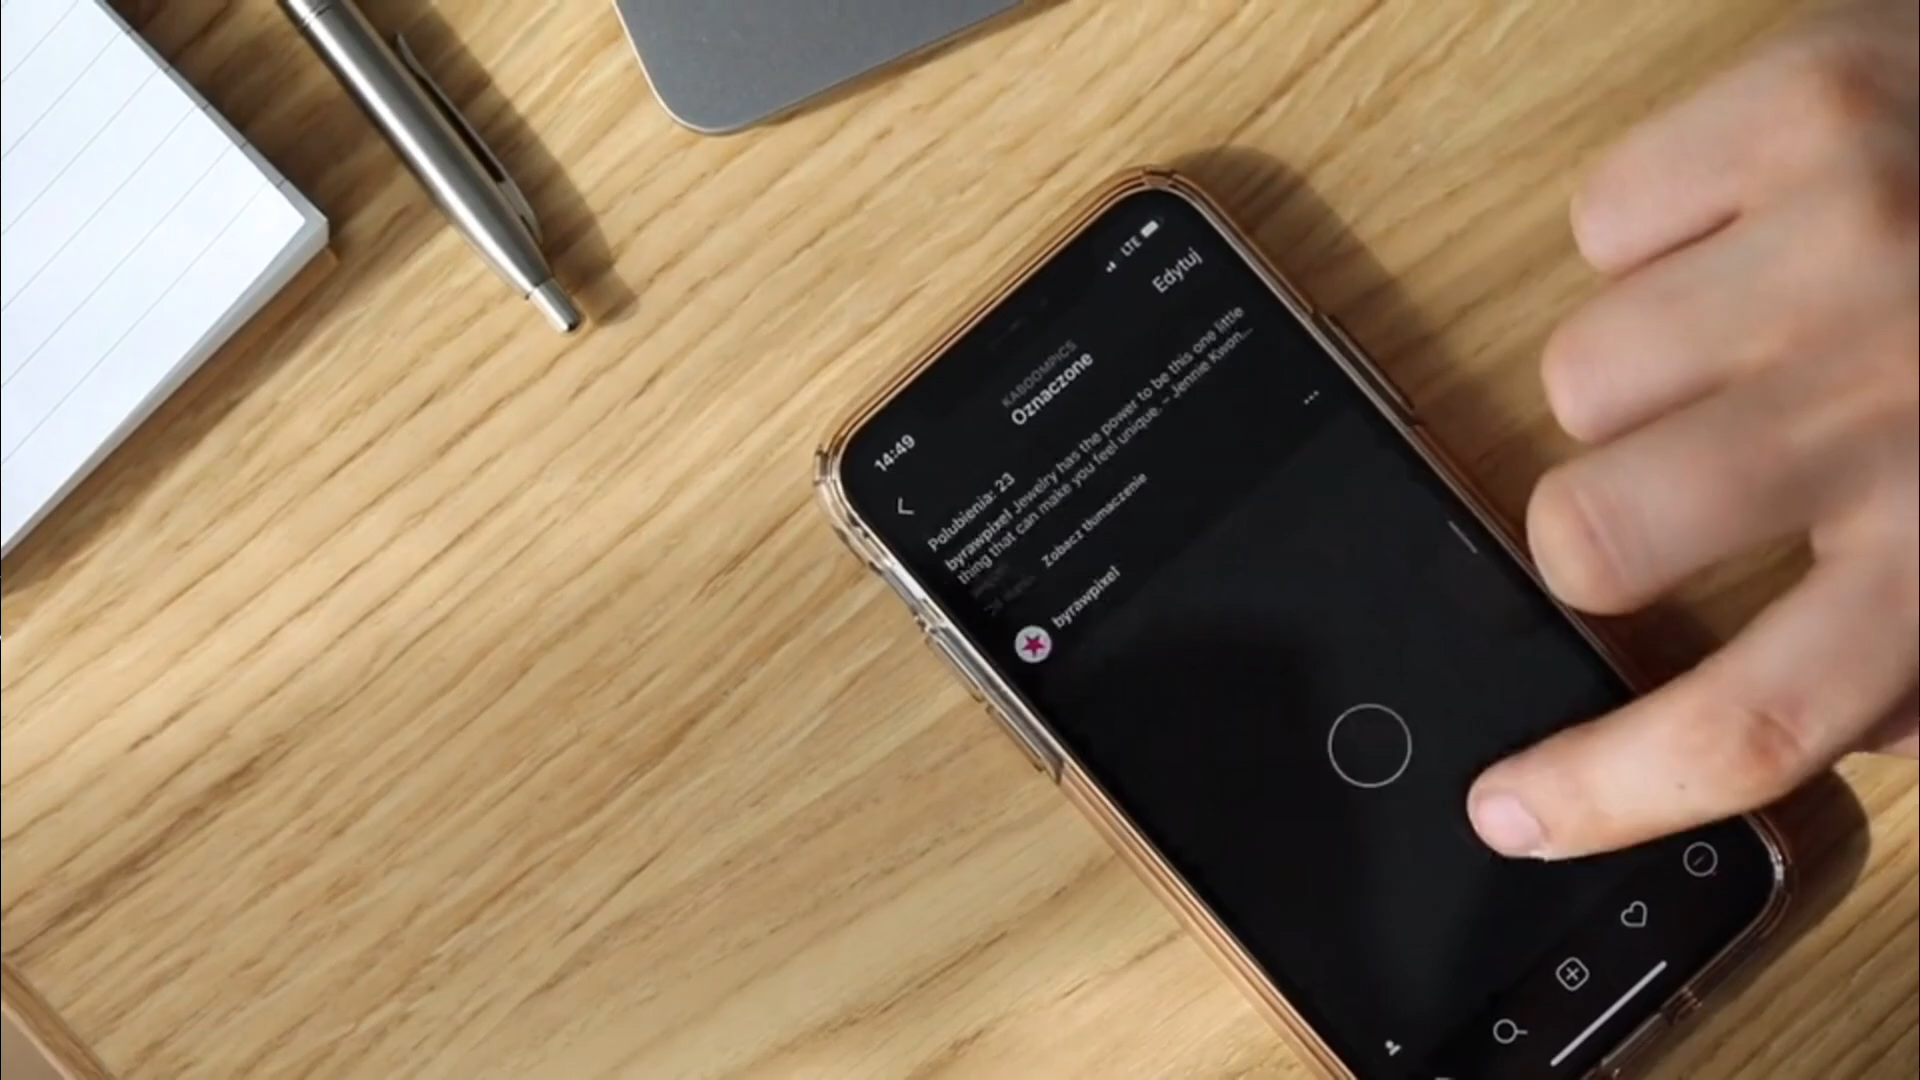 14:49
LTE
KABOOMPICS
Oznaczone
Edytuj
Polubienia: 23
byrawpixel Jewelry has the power to be this one little
thing that can make you feel unique. – Jennie Kwon...
Zobacz tłumaczenie
byrawpixel